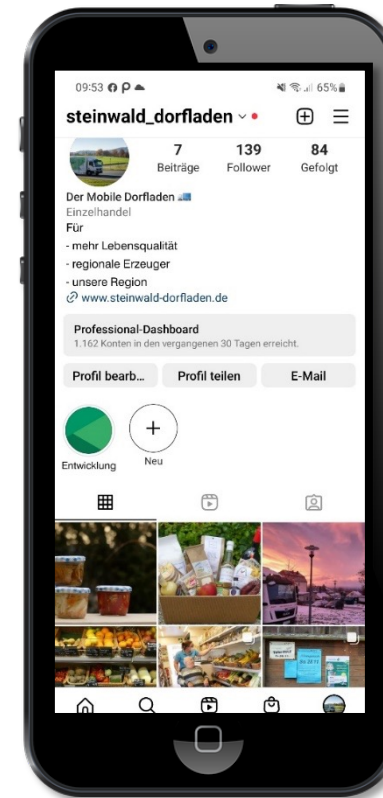 09:53
65%
steinwald_dorfladen
7 139 84
Beiträge Follower Gefolgt
Der Mobile Dorfladen
Einzelhandel
Für
- mehr Lebensqualität
- regionale Erzeuger
- unsere Region
www.steinwald-dorfladen.de
Professional-Dashboard
1.162 Konten in den vergangenen 30 Tagen erreicht.
Profil bearb... Profil teilen E-Mail
Entwicklung Neu